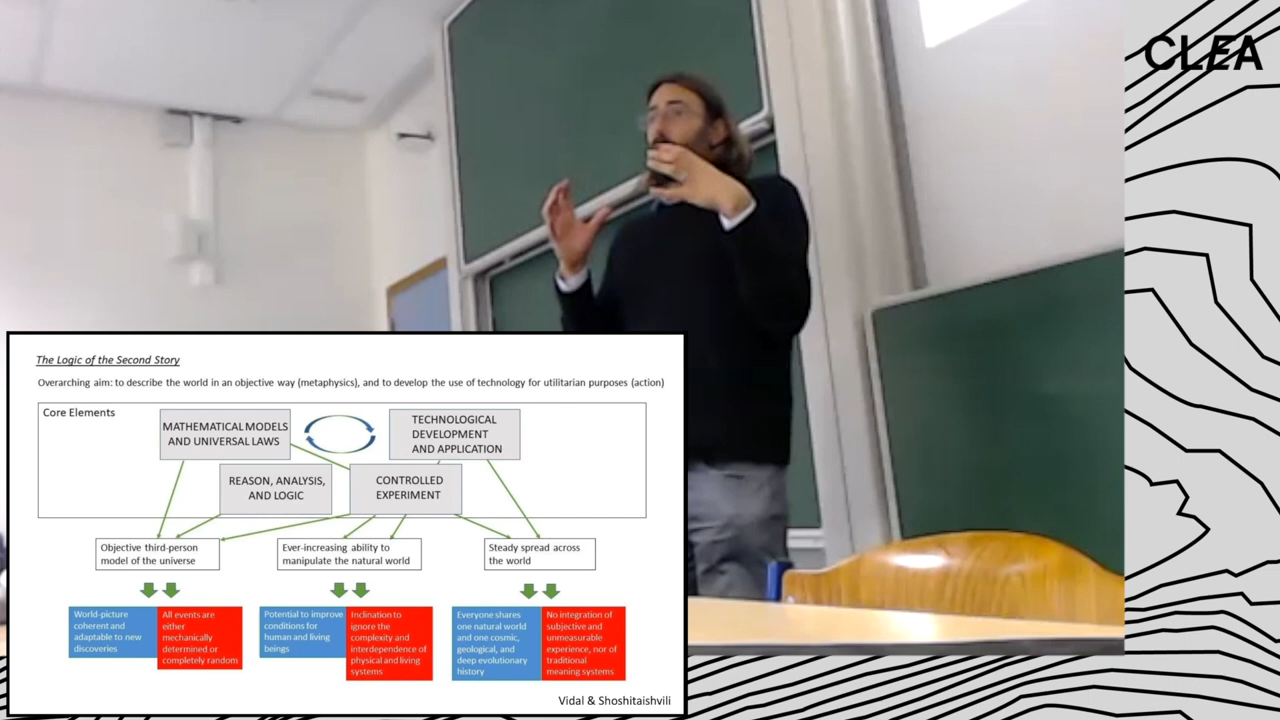 CLEA
The Logic of the Second Story
Overarching aim: to describe the world in an objective way (metaphysics), and to develop the use of technology for utilitarian purposes (action)
Core Elements
MATHEMATICAL MODELS
AND UNIVERSAL LAWS
TECHNOLOGICAL
DEVELOPMENT
AND APPLICATION
REASON, ANALYSIS,
AND LOGIC
CONTROLLED
EXPERIMENT
Objective third-person
model of the universe
Ever-increasing ability to
manipulate the natural world
Steady spread across
the world
World-picture
coherent and
adaptable to new
discoveries
All events are
either
mechanically
determined or
completely random
Potential to improve
conditions for
human and living
beings
Inclination to
ignore the
complexity and
interdependence of
physical and living
systems
Everyone shares
one natural world
and one cosmic,
geological, and
deep evolutionary
history
No integration of
subjective and
unmeasurable
experience, nor of
traditional
meaning systems
Vidal & Shoshitaishvili